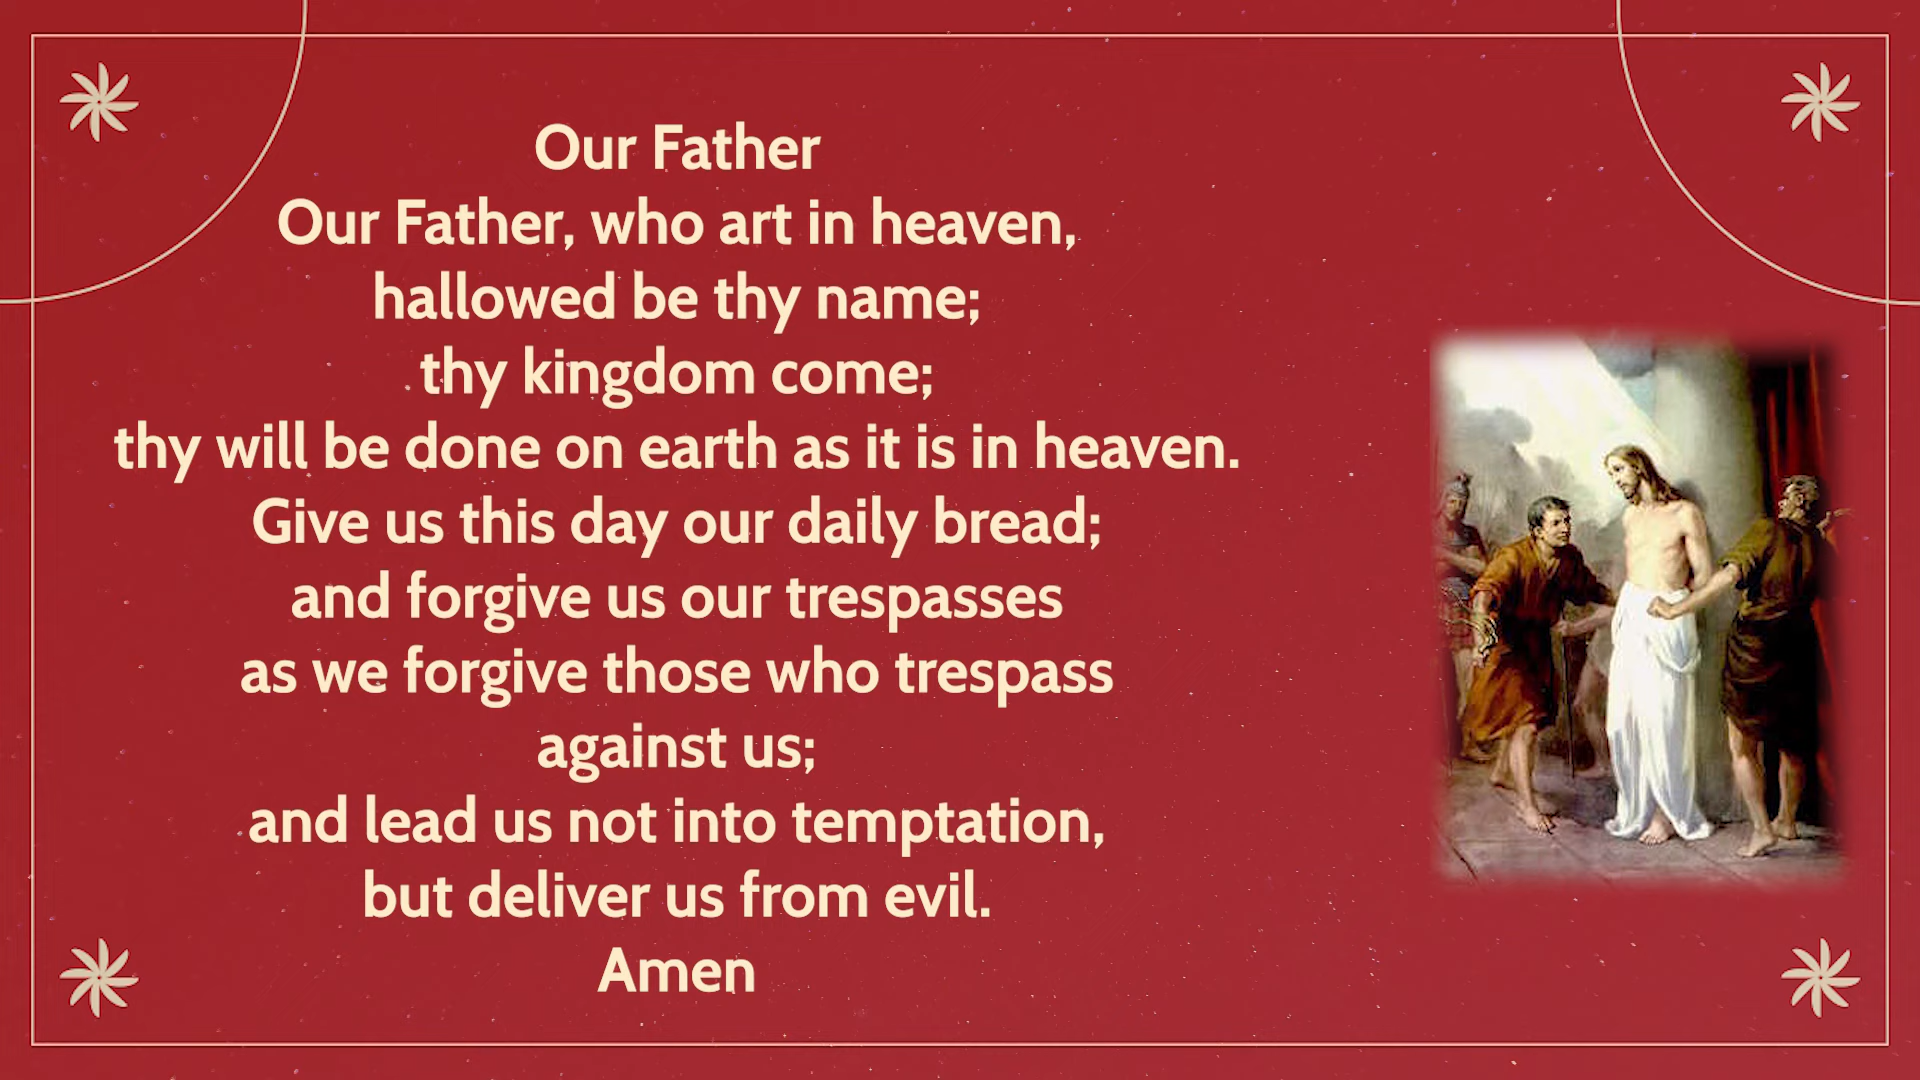 Our Father
Our Father, who art in heaven,
hallowed be thy name;
thy kingdom come;
thy will be done on earth as it is in heaven.
Give us this day our daily bread;
and forgive us our trespasses
as we forgive those who trespass
against us;
and lead us not into temptation,
but deliver us from evil.
Amen